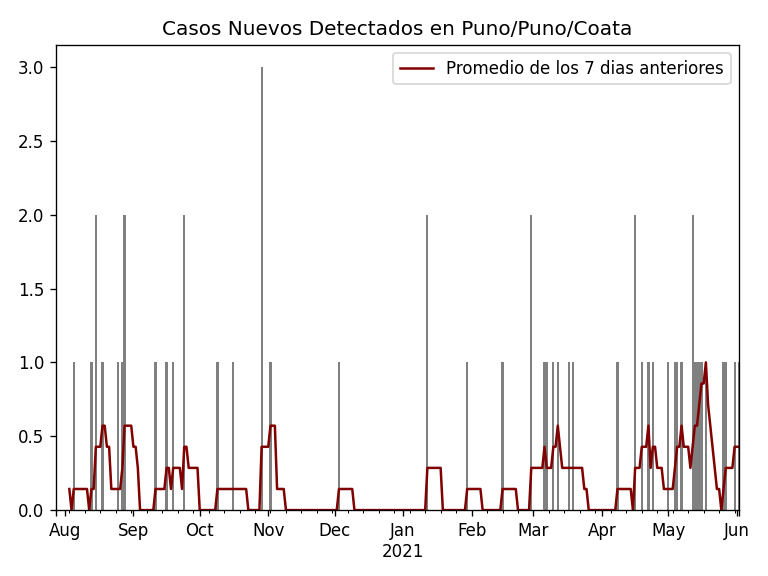 Casos Nuevos Detectados en Puno/Puno/Coata
Promedio de los 7 dias anteriores
3.0
2.5
2.0
1.5
1.0
0.5
0.0
Aug Sep Oct Nov Dec Jan Feb Mar Apr May Jun
2021